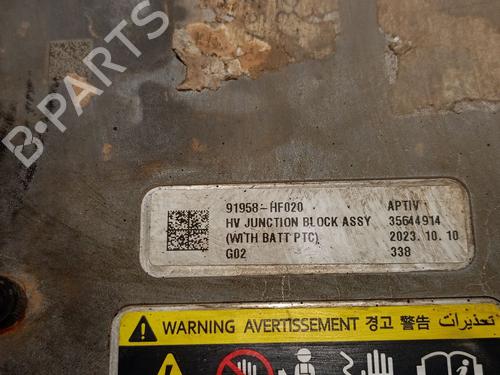 B-PARTS
91958-HF020 APTIV
HV JUNCTION BLOCK ASSY 35644914
(WITH BATT PTC) 2023.10.10
G02 338
WARNING AVERTISSEMENT 경고 警告 تحذيرات